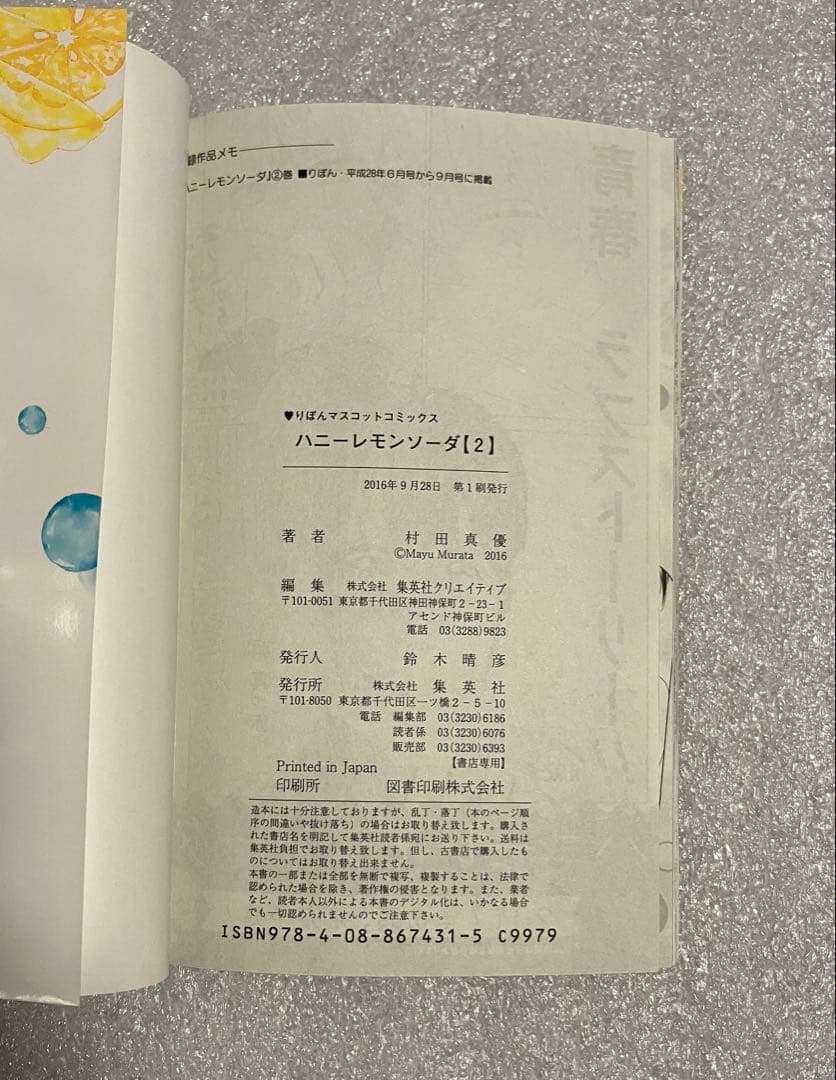 録作品メモ
ハニーレモンソーダ』②巻 ■りぼん・平成28年6月号から9月号に掲載
♥りぼんマスコットコミックス
ハニーレモンソーダ【2】
2016年9月28日 第1刷発行
著者 村田真優
©Mayu Murata 2016
編集 株式会社 集英社クリエイティブ
〒101-0051 東京都千代田区神田神保町2-23-1
アセンド神保町ビル
電話 03(3288)9823
発行人 鈴木晴彦
発行所 株式会社 集英社
〒101-8050 東京都千代田区一ツ橋2-5-10
電話 編集部 03(3230)6186
読者係 03(3230)6076
販売部 03(3230)6393
【書店専用】
Printed in Japan
印刷所 図書印刷株式会社
造本には十分注意しておりますが、乱丁・落丁(本のページ順
序の間違いや抜け落ち)の場合はお取り替え致します。購入さ
れた書店名を明記して集英社読者係宛にお送り下さい。送料は
集英社負担でお取り替え致します。但し、古書店で購入したも
のについてはお取り替え出来ません。
本書の一部または全部を無断で複写、複製することは、法律で
認められた場合を除き、著作権の侵害となります。また、業者
など、読者本人以外による本書のデジタル化は、いかなる場合
でも一切認められませんのでご注意下さい。
ISBN978-4-08-867431-5 C9979